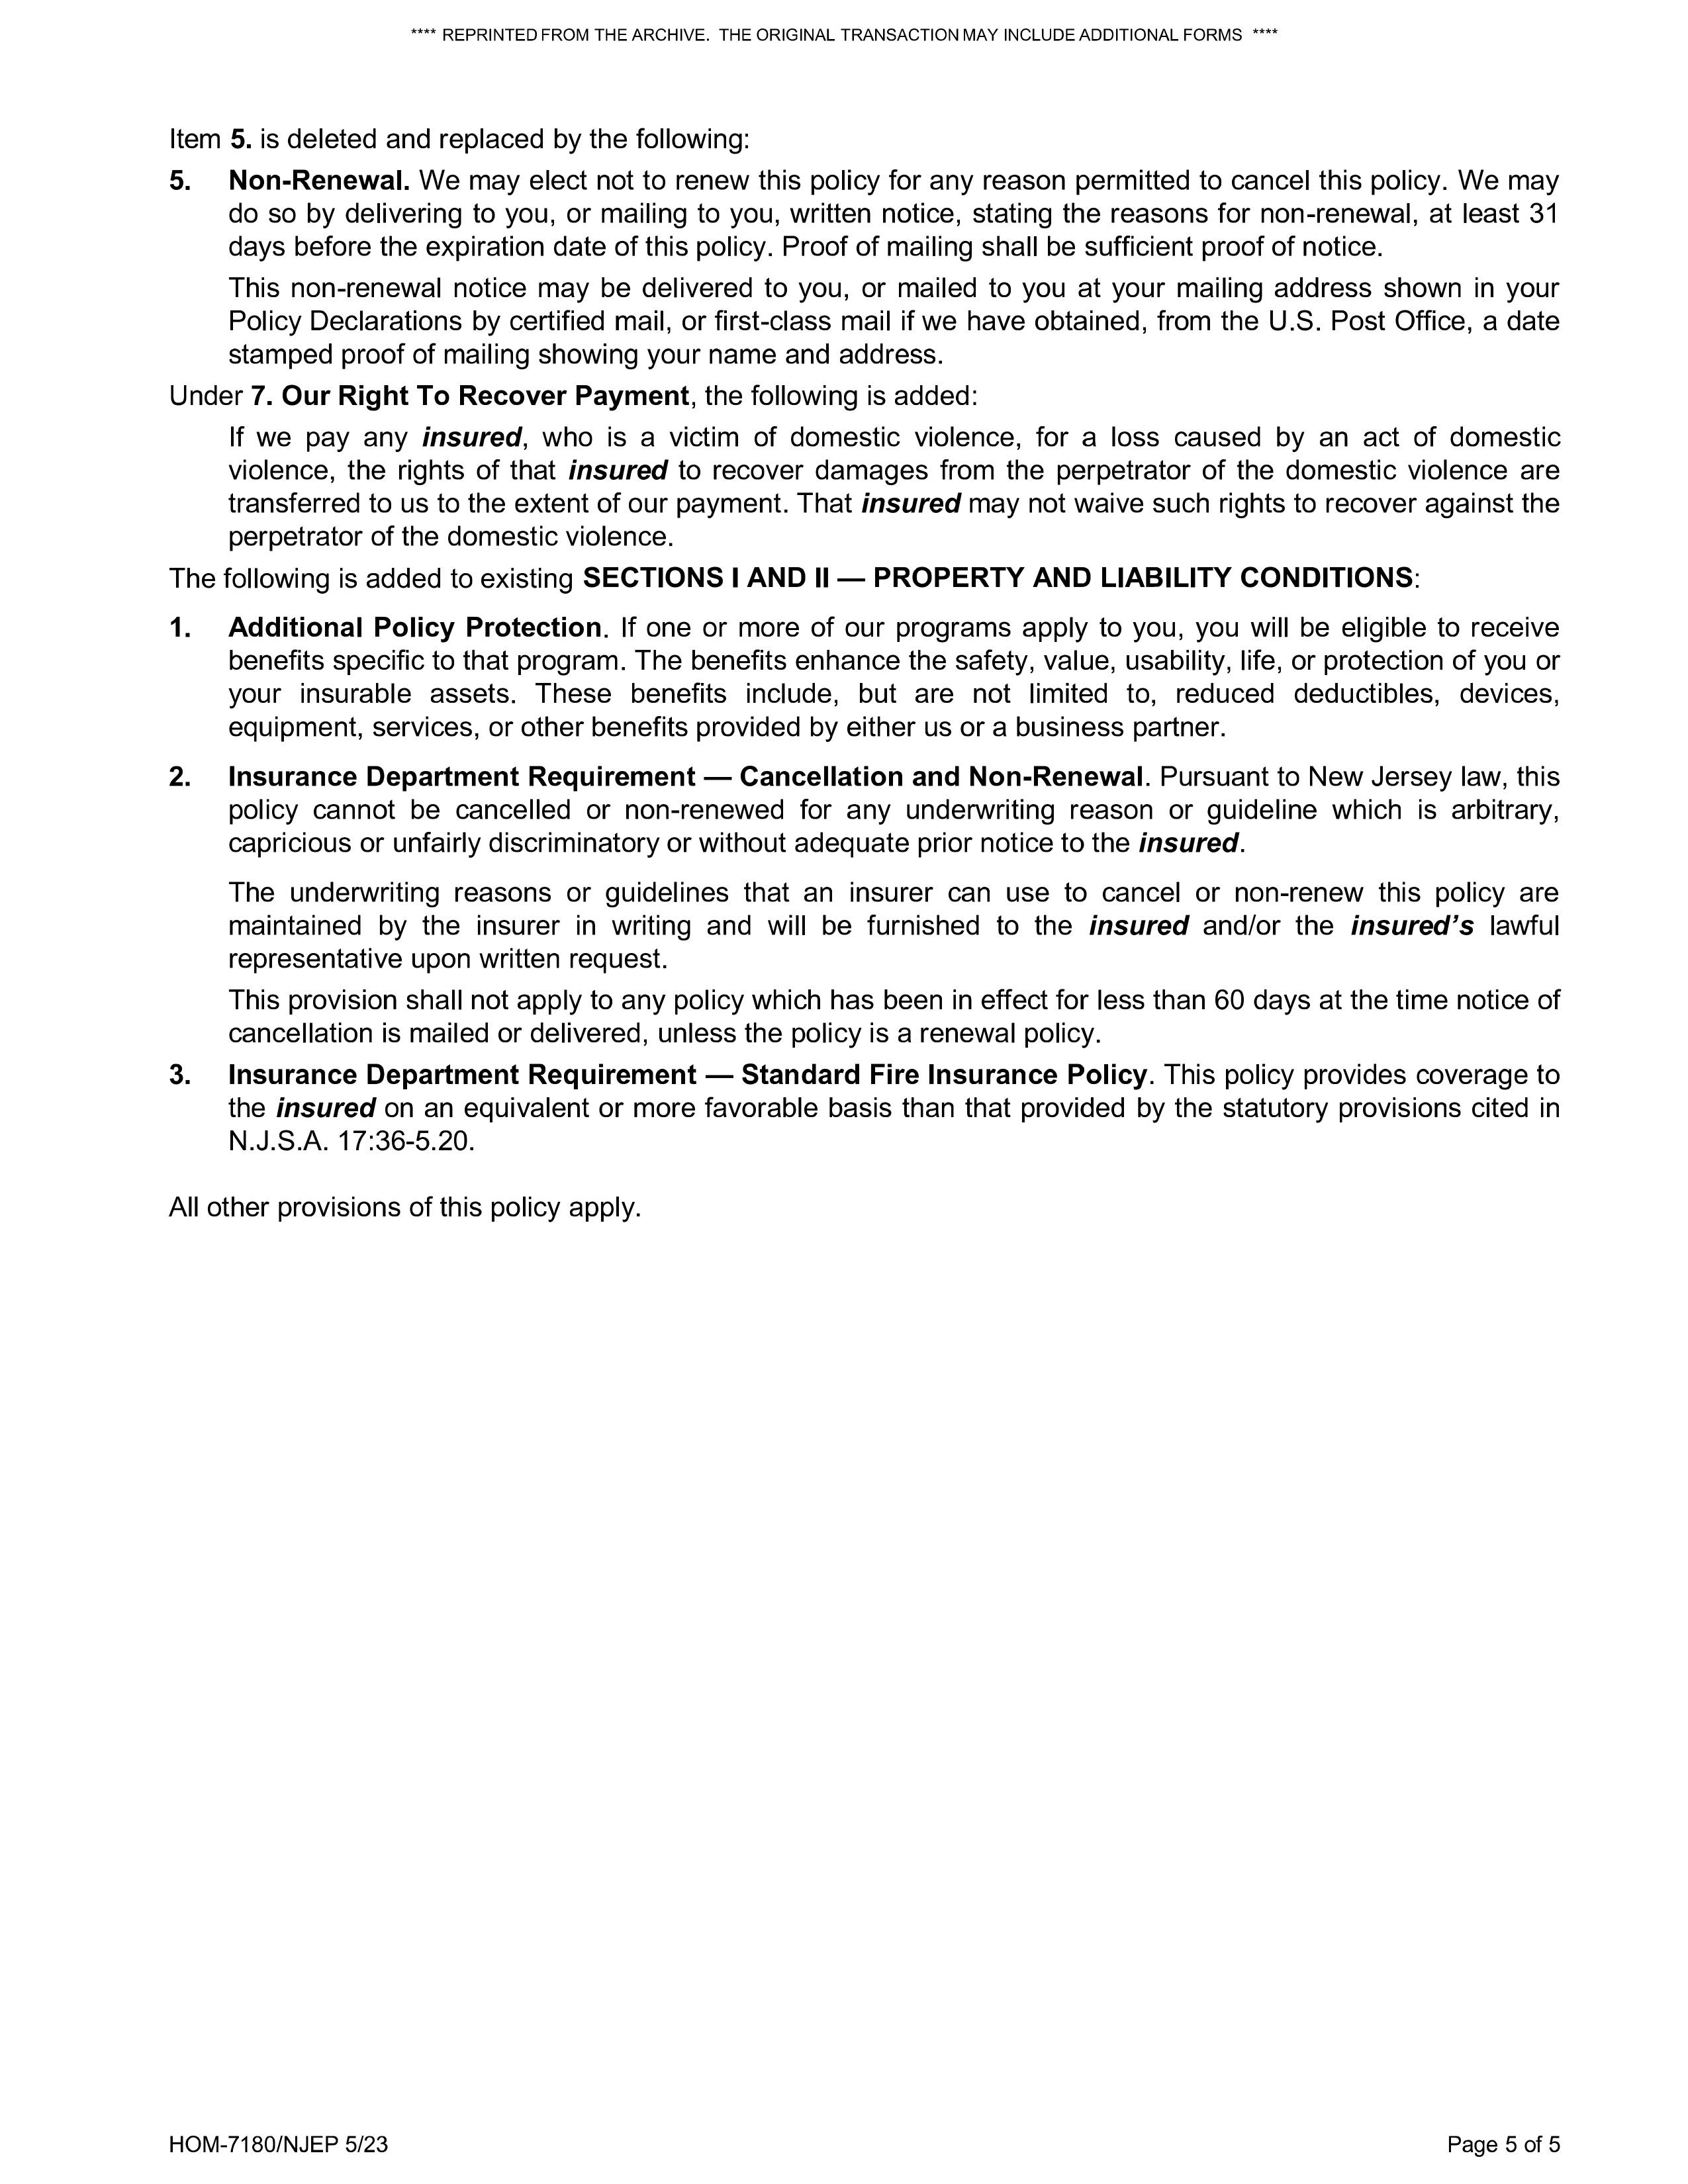 **** REPRINTED FROM THE ARCHIVE. THE ORIGINAL TRANSACTION MAY INCLUDE ADDITIONAL FORMS ****
Item 5. is deleted and replaced by the following:
5. Non-Renewal. We may elect not to renew this policy for any reason permitted to cancel this policy. We may
do so by delivering to you, or mailing to you, written notice, stating the reasons for non-renewal, at least 31
days before the expiration date of this policy. Proof of mailing shall be sufficient proof of notice.
This non-renewal notice may be delivered to you, or mailed to you at your mailing address shown in your
Policy Declarations by certified mail, or first-class mail if we have obtained, from the U.S. Post Office, a date
stamped proof of mailing showing your name and address.
Under 7. Our Right To Recover Payment, the following is added:
If we pay any insured, who is a victim of domestic violence, for a loss caused by an act of domestic
violence, the rights of that insured to recover damages from the perpetrator of the domestic violence are
transferred to us to the extent of our payment. That insured may not waive such rights to recover against the
perpetrator of the domestic violence.
The following is added to existing SECTIONS I AND II — PROPERTY AND LIABILITY CONDITIONS:
1. Additional Policy Protection. If one or more of our programs apply to you, you will be eligible to receive
benefits specific to that program. The benefits enhance the safety, value, usability, life, or protection of you or
your insurable assets. These benefits include, but are not limited to, reduced deductibles, devices,
equipment, services, or other benefits provided by either us or a business partner.
2. Insurance Department Requirement — Cancellation and Non-Renewal. Pursuant to New Jersey law, this
policy cannot be cancelled or non-renewed for any underwriting reason or guideline which is arbitrary,
capricious or unfairly discriminatory or without adequate prior notice to the insured.
The underwriting reasons or guidelines that an insurer can use to cancel or non-renew this policy are
maintained by the insurer in writing and will be furnished to the insured and/or the insured’s lawful
representative upon written request.
This provision shall not apply to any policy which has been in effect for less than 60 days at the time notice of
cancellation is mailed or delivered, unless the policy is a renewal policy.
3. Insurance Department Requirement — Standard Fire Insurance Policy. This policy provides coverage to
the insured on an equivalent or more favorable basis than that provided by the statutory provisions cited in
N.J.S.A. 17:36-5.20.
All other provisions of this policy apply.
HOM-7180/NJEP 5/23
Page 5 of 5